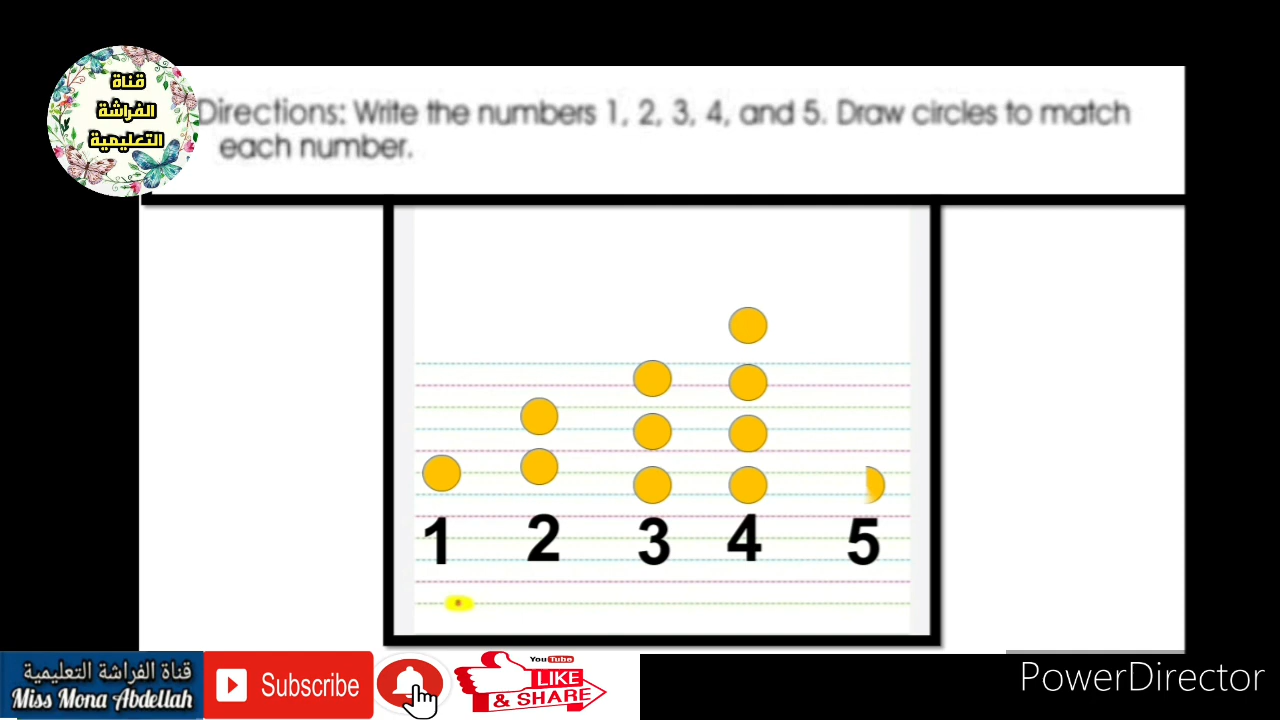 قناة
الفراشة
التعليمية
Directions: Write the numbers 1, 2, 3, 4, and 5. Draw circles to match
each number.
1 2 3 4 5
قناة الفراشة التعليمية
Miss Mona Abdellah
Subscribe
YouTube
LIKE
& SHARE
PowerDirector